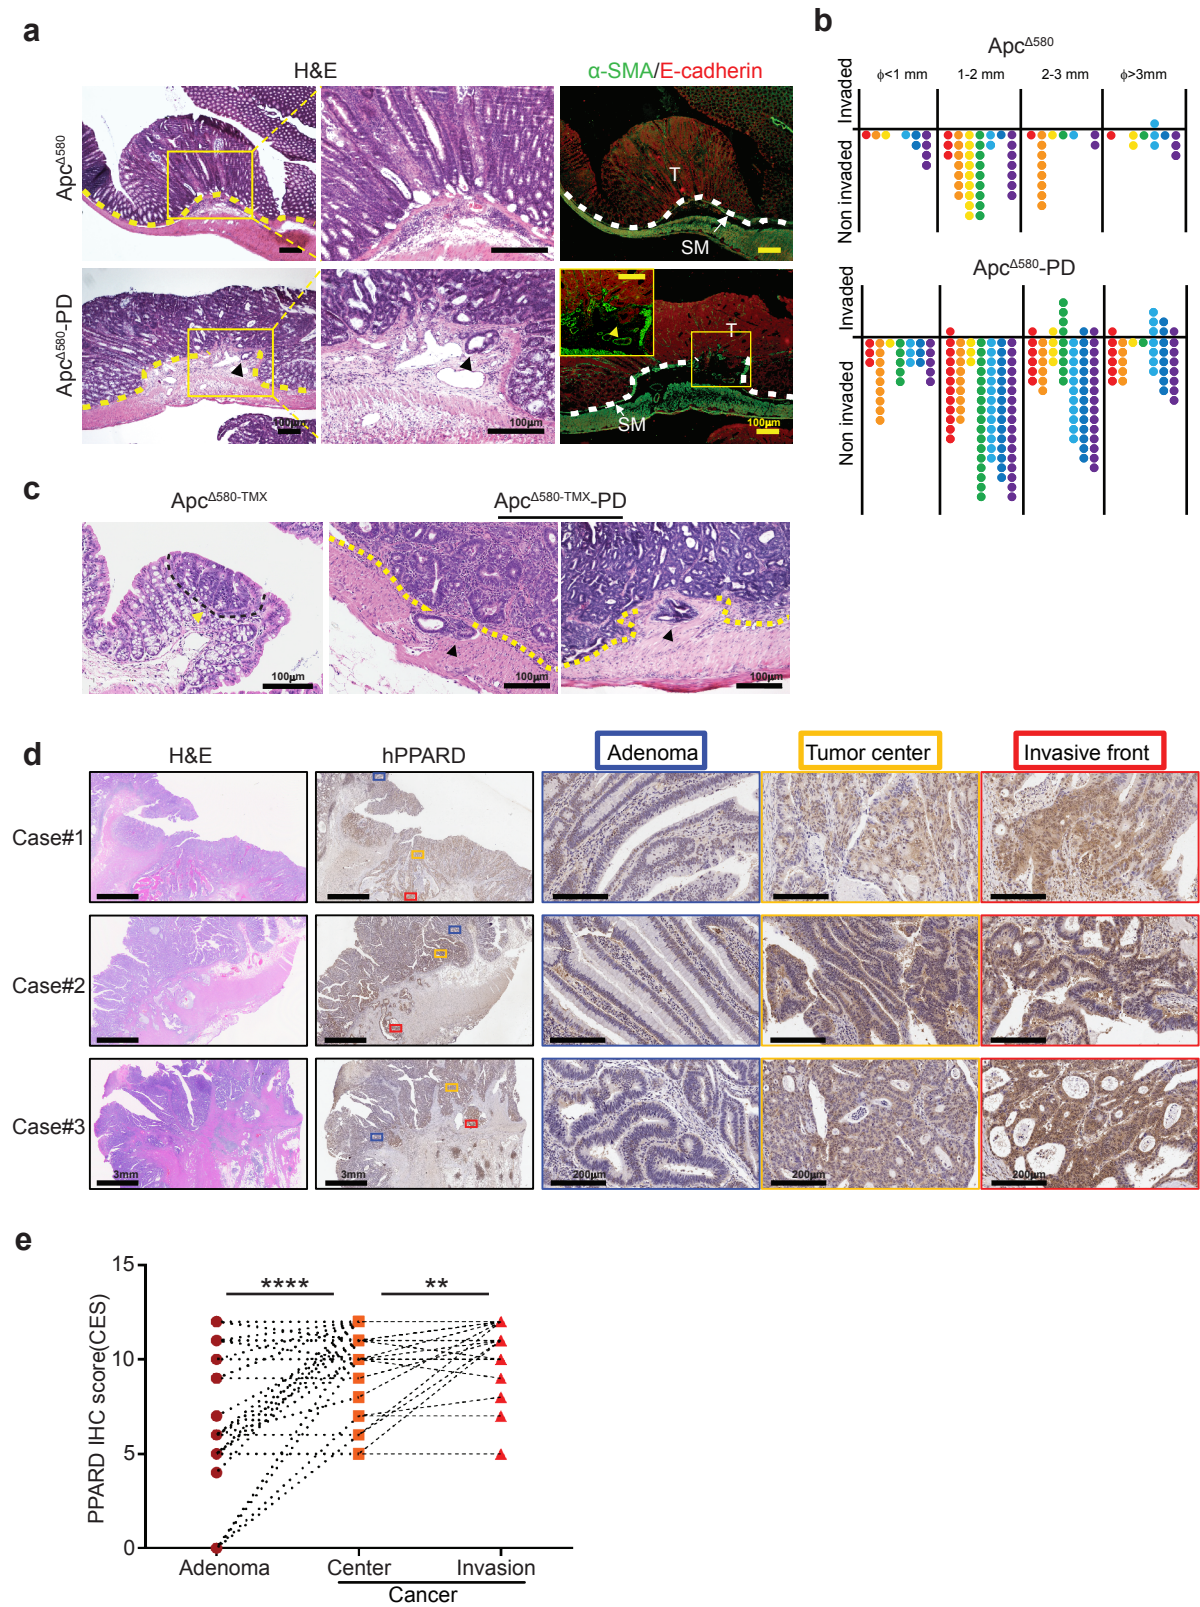 a
H&E
α-SMA/E-cadherin
ApcΔ580
T
SM
ApcΔ580-PD
100µm
100µm
T
SM
100µm
b
ApcΔ580
ϕ<1 mm
1-2 mm
2-3 mm
ϕ>3mm
Invaded
Non invaded
ApcΔ580-PD
Invaded
Non invaded
c
ApcΔ580-TMX
ApcΔ580-TMX-PD
100µm
100µm
100µm
d
H&E
hPPARD
Adenoma
Tumor center
Invasive front
Case#1
Case#2
Case#3
3mm
3mm
200µm
200µm
200µm
e
PPARD IHC score(CES)
15
10
5
0
****
**
Adenoma
Center
Invasion
Cancer